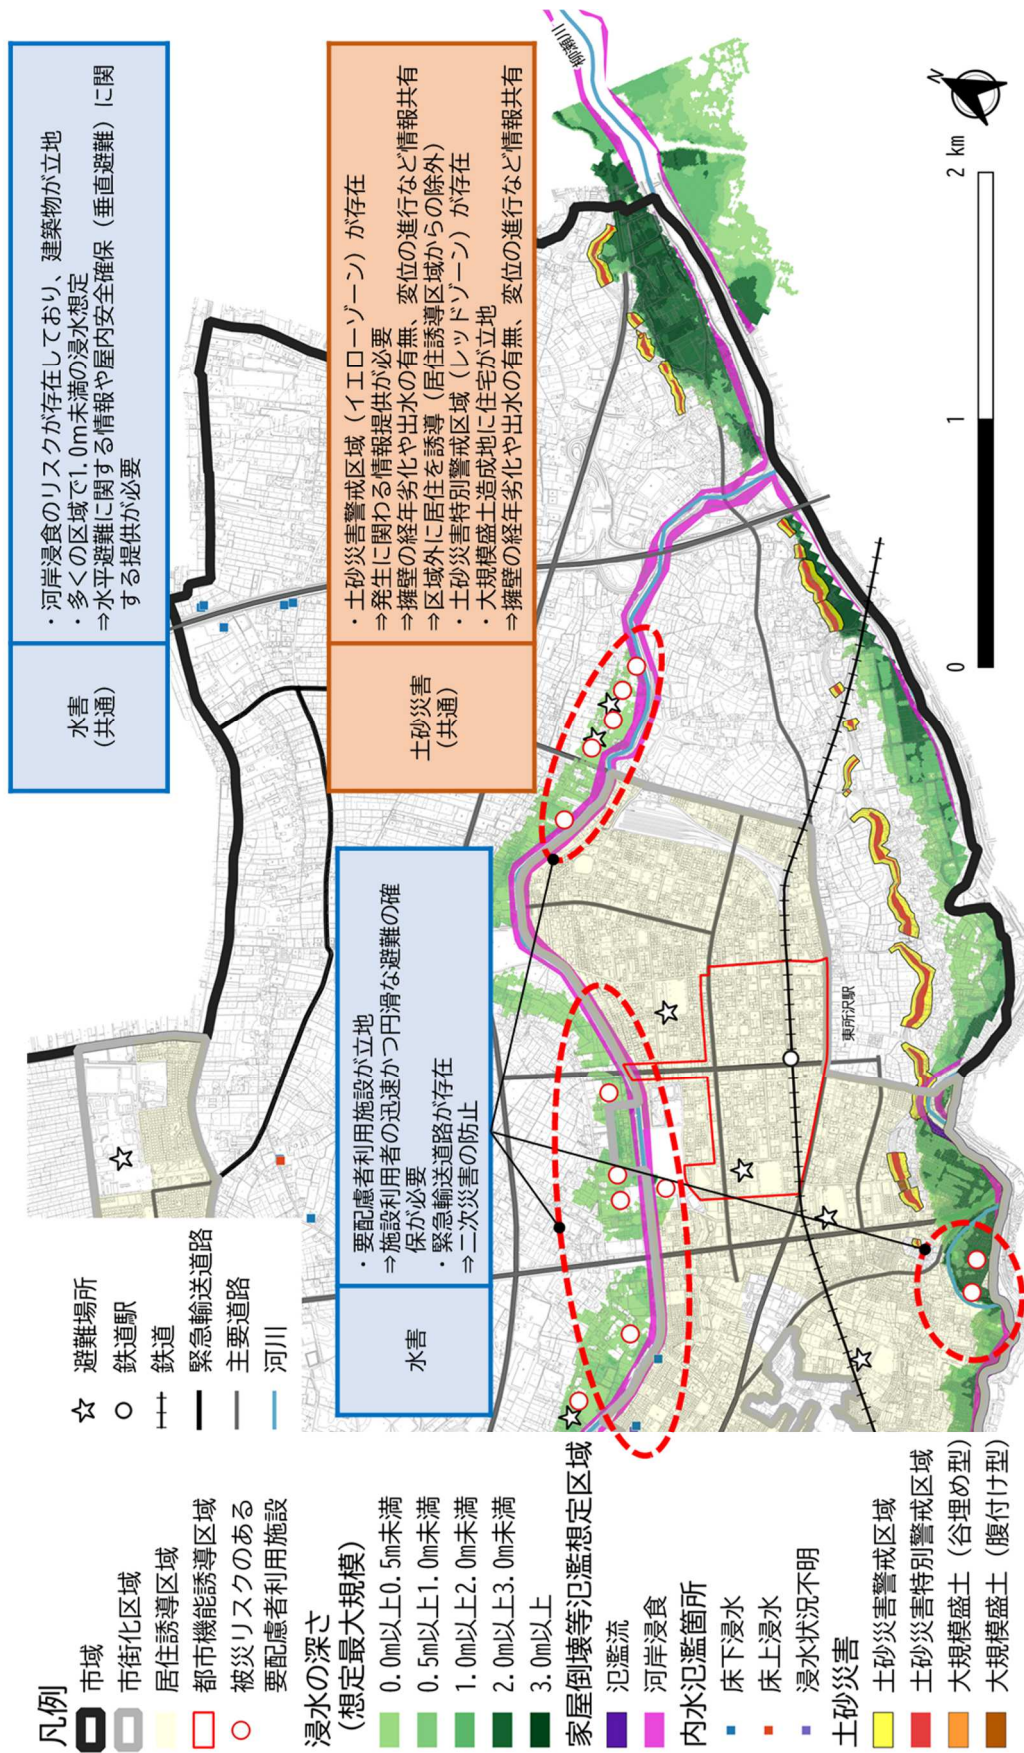 水害
（共通）
・河岸浸食のリスクが存在しており、建築物が立地
・多くの区域で1.0m未満の浸水想定
⇒水平避難に関する情報や屋内安全確保（垂直避難）に関
する提供が必要
土砂災害
（共通）
・土砂災害警戒区域（イエローゾーン）が存在
⇒発生に関わる情報提供が必要
⇒擁壁の経年劣化や出水の有無、変位の進行など情報共有
⇒区域外に居住を誘導（居住誘導区域からの除外）
・土砂災害特別警戒区域（レッドゾーン）が存在
・大規模盛土造成地に住宅が立地
⇒擁壁の経年劣化や出水の有無、変位の進行など情報共有
水害
・要配慮者利用施設が立地
⇒施設利用者の迅速かつ円滑な避難の確
保が必要
・緊急輸送道路が存在
⇒二次災害の防止
柳瀬川
東所沢駅
N
0 1 2 km
凡例
市域
市街化区域
居住誘導区域
都市機能誘導区域
被災リスクのある
要配慮者利用施設
避難場所
鉄道駅
鉄道
緊急輸送道路
主要道路
河川
浸水の深さ
（想定最大規模）
0.0m以上0.5m未満
0.5m以上1.0m未満
1.0m以上2.0m未満
2.0m以上3.0m未満
3.0m以上
家屋倒壊等氾濫想定区域
氾濫流
河岸浸食
内水氾濫箇所
床下浸水
床上浸水
浸水状況不明
土砂災害
土砂災害警戒区域
土砂災害特別警戒区域
大規模盛土（谷埋め型）
大規模盛土（腹付け型）